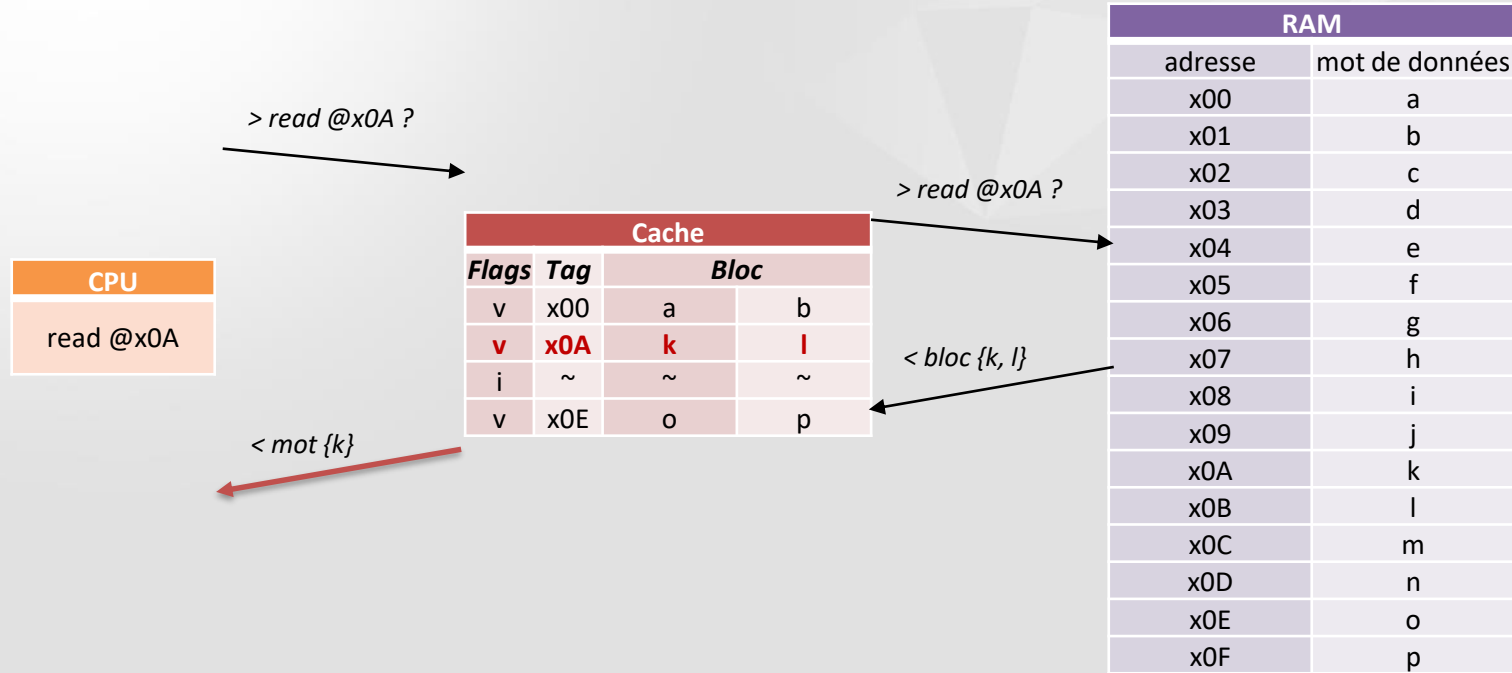 > read @x0A ?
> read @x0A ?
CPU
read @x0A
Cache
Flags Tag Bloc
v x00 a b
v x0A k l
i ~ ~ ~
v x0E o p
< bloc {k, l}
< mot {k}
RAM
adresse mot de données
x00 a
x01 b
x02 c
x03 d
x04 e
x05 f
x06 g
x07 h
x08 i
x09 j
x0A k
x0B l
x0C m
x0D n
x0E o
x0F p